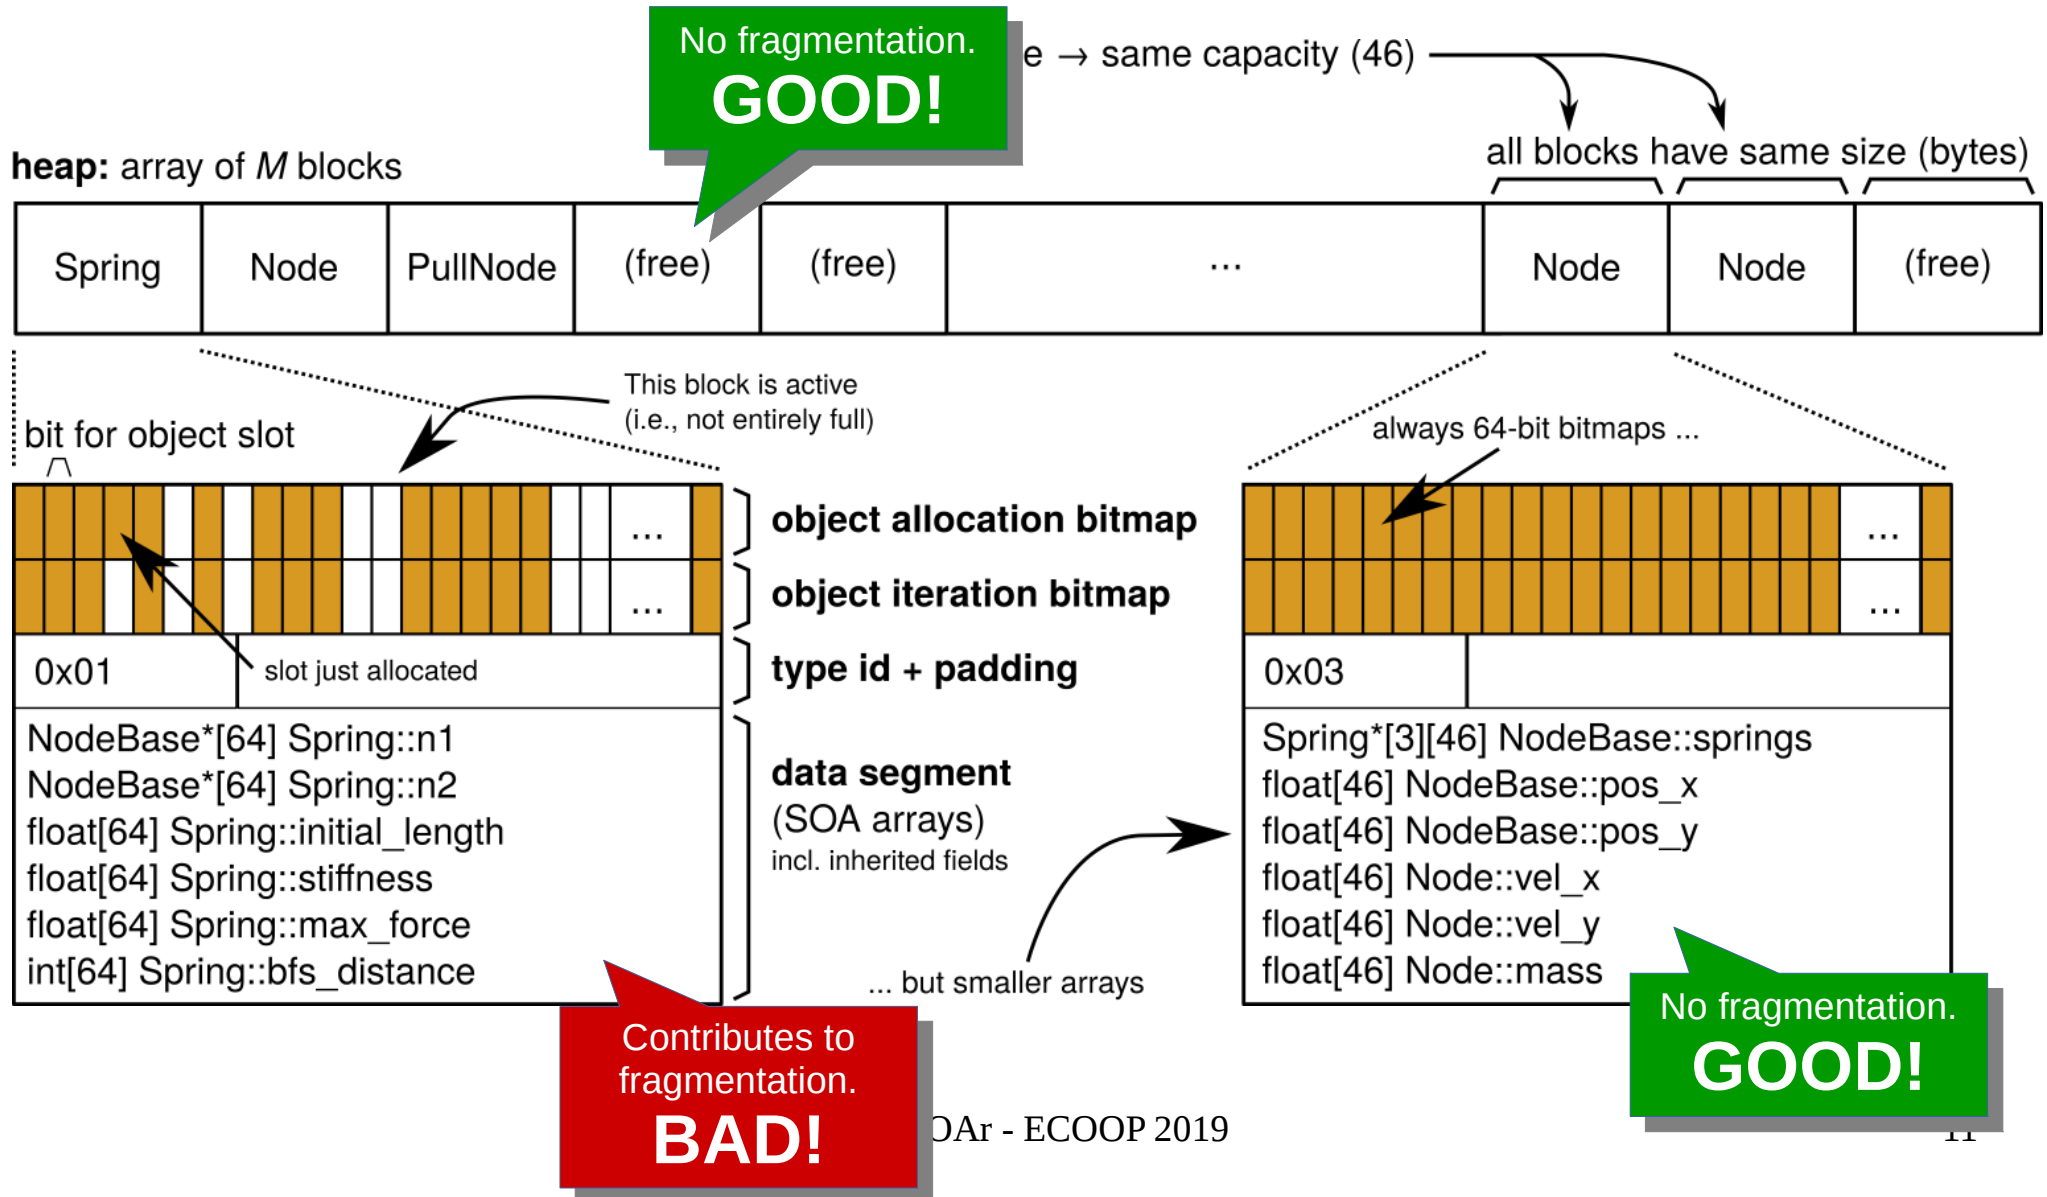 No fragmentation.
GOOD!
e → same capacity (46)
all blocks have same size (bytes)
heap: array of M blocks
Spring
Node
PullNode
(free)
(free)
...
Node
Node
(free)
This block is active
(i.e., not entirely full)
bit for object slot
always 64-bit bitmaps ...
...
object allocation bitmap
...
...
object iteration bitmap
...
0x01
slot just allocated
type id + padding
0x03
NodeBase*[64] Spring::n1
NodeBase*[64] Spring::n2
float[64] Spring::initial_length
float[64] Spring::stiffness
float[64] Spring::max_force
int[64] Spring::bfs_distance
data segment
(SOA arrays)
incl. inherited fields
... but smaller arrays
Spring*[3][46] NodeBase::springs
float[46] NodeBase::pos_x
float[46] NodeBase::pos_y
float[46] Node::vel_x
float[46] Node::vel_y
float[46] Node::mass
Contributes to
fragmentation.
BAD!
No fragmentation.
GOOD!
OAr - ECOOP 2019
11